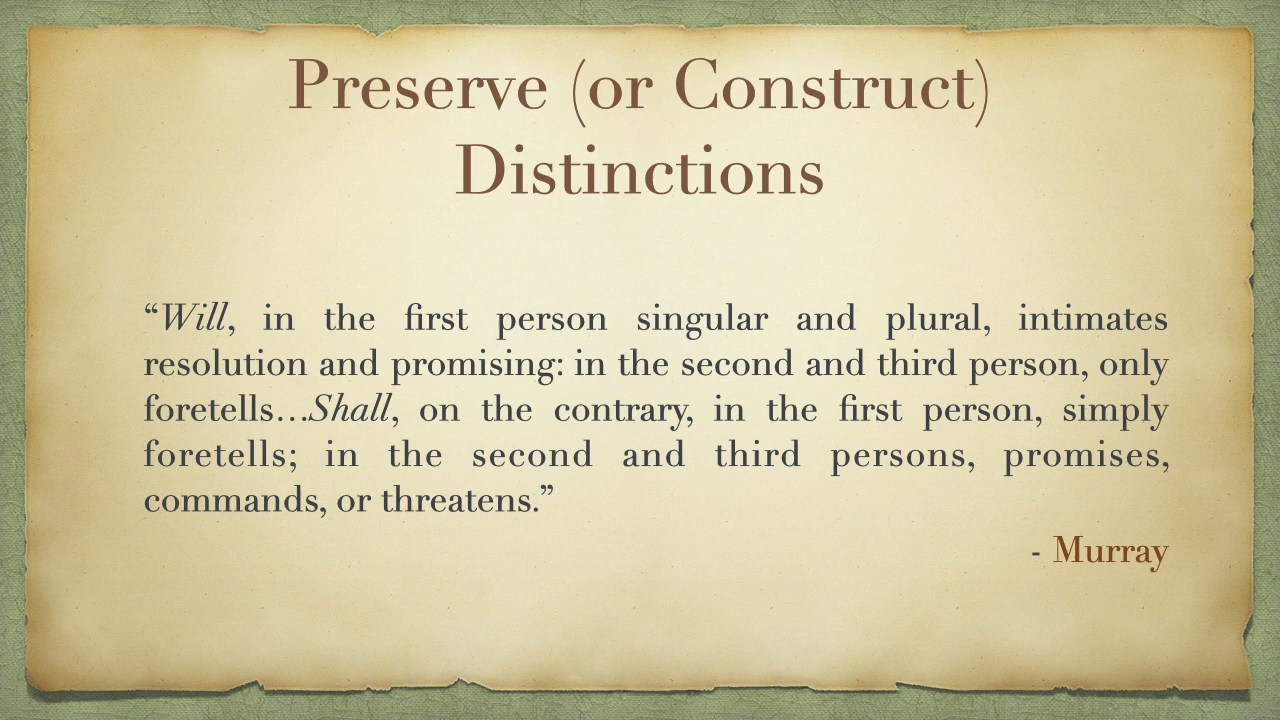 Preserve (or Construct)
Distinctions
“Will, in the first person singular and plural, intimates
resolution and promising: in the second and third person, only
foretells…Shall, on the contrary, in the first person, simply
foretells; in the second and third persons, promises,
commands, or threatens.”
- Murray